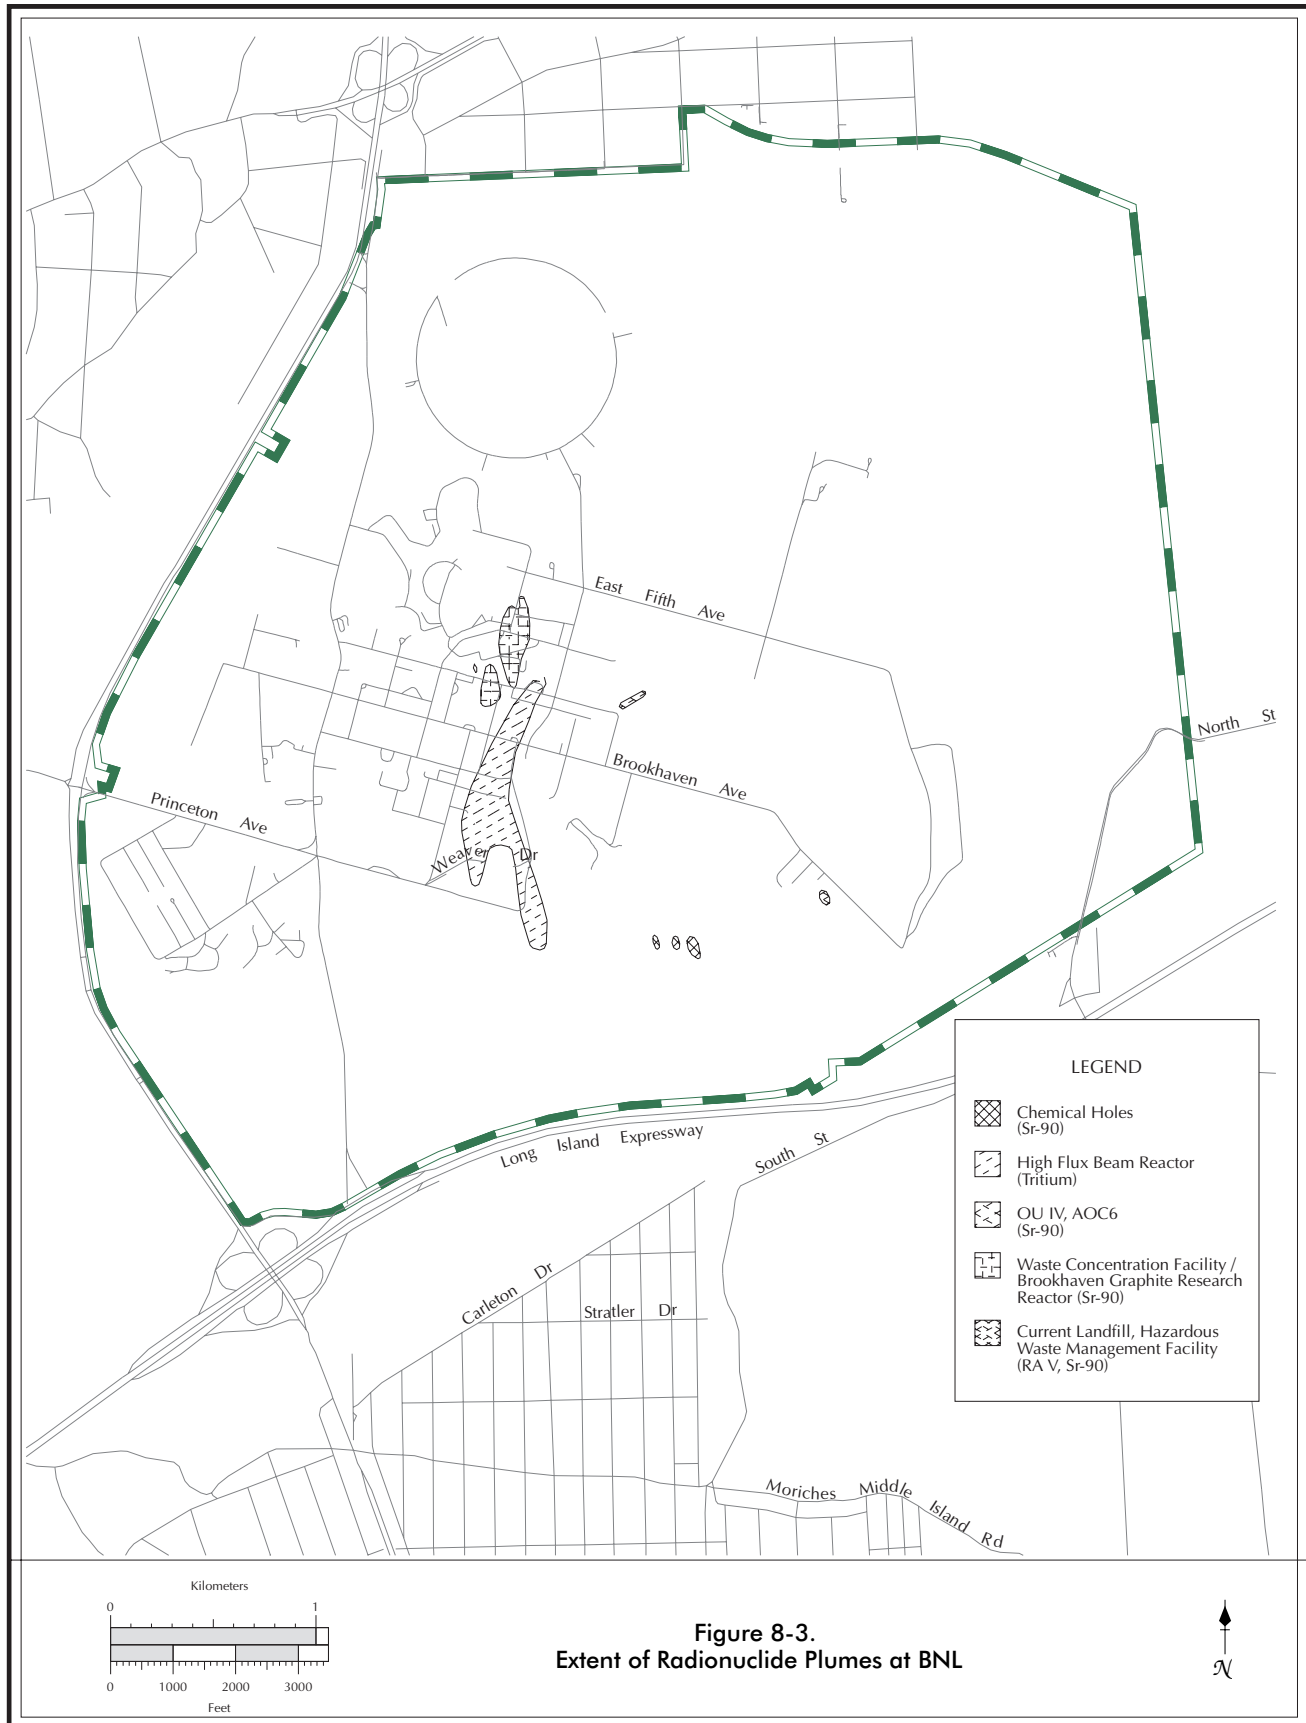 East Fifth Ave
North St
Brookhaven Ave
Princeton Ave
Weaver Dr
LEGEND
Chemical Holes
(Sr-90)
High Flux Beam Reactor
(Tritium)
OU IV, AOC6
(Sr-90)
Waste Concentration Facility /
Brookhaven Graphite Research
Reactor (Sr-90)
Current Landfill, Hazardous
Waste Management Facility
(RA V, Sr-90)
Long Island Expressway
South St
Carleton Dr
Stratler Dr
Moriches Middle Island Rd
Kilometers
0 1
0 1000 2000 3000
Feet
Figure 8-3.
Extent of Radionuclide Plumes at BNL
N